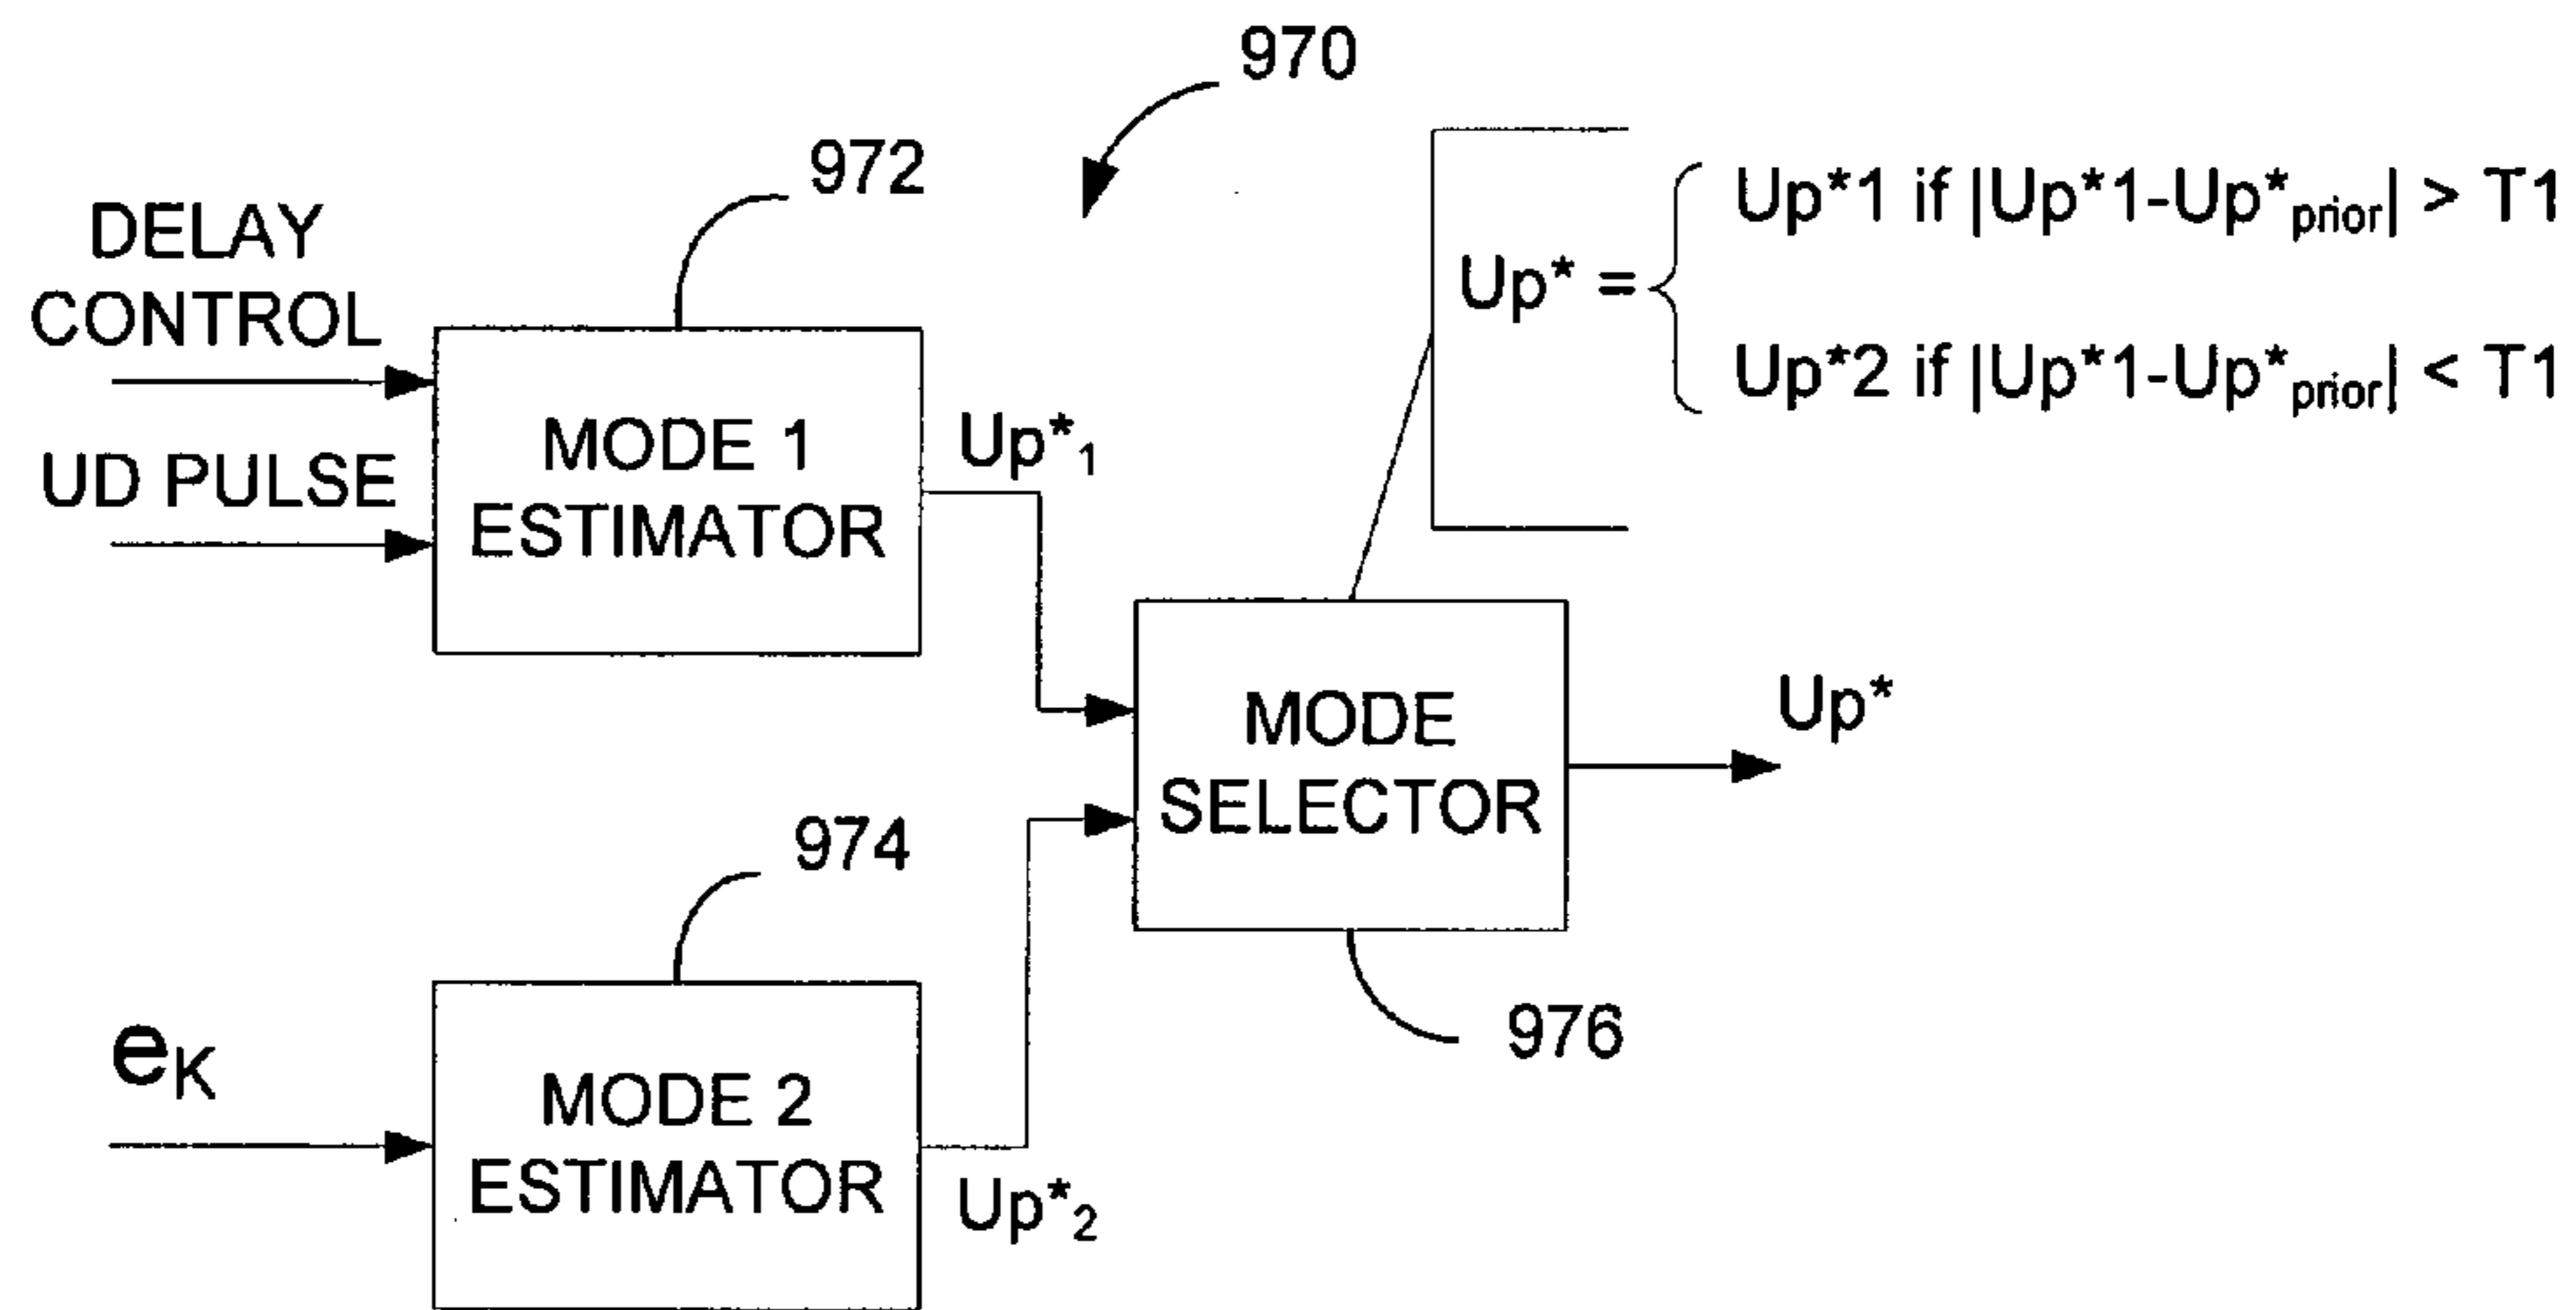 970
972
DELAY
CONTROL
UD PULSE
MODE 1
ESTIMATOR
Up*1
Up* =
Up*1 if |Up*1-Up*prior| > T1
Up*2 if |Up*1-Up*prior| < T1
MODE
SELECTOR
Up*
976
974
eK
MODE 2
ESTIMATOR
Up*2